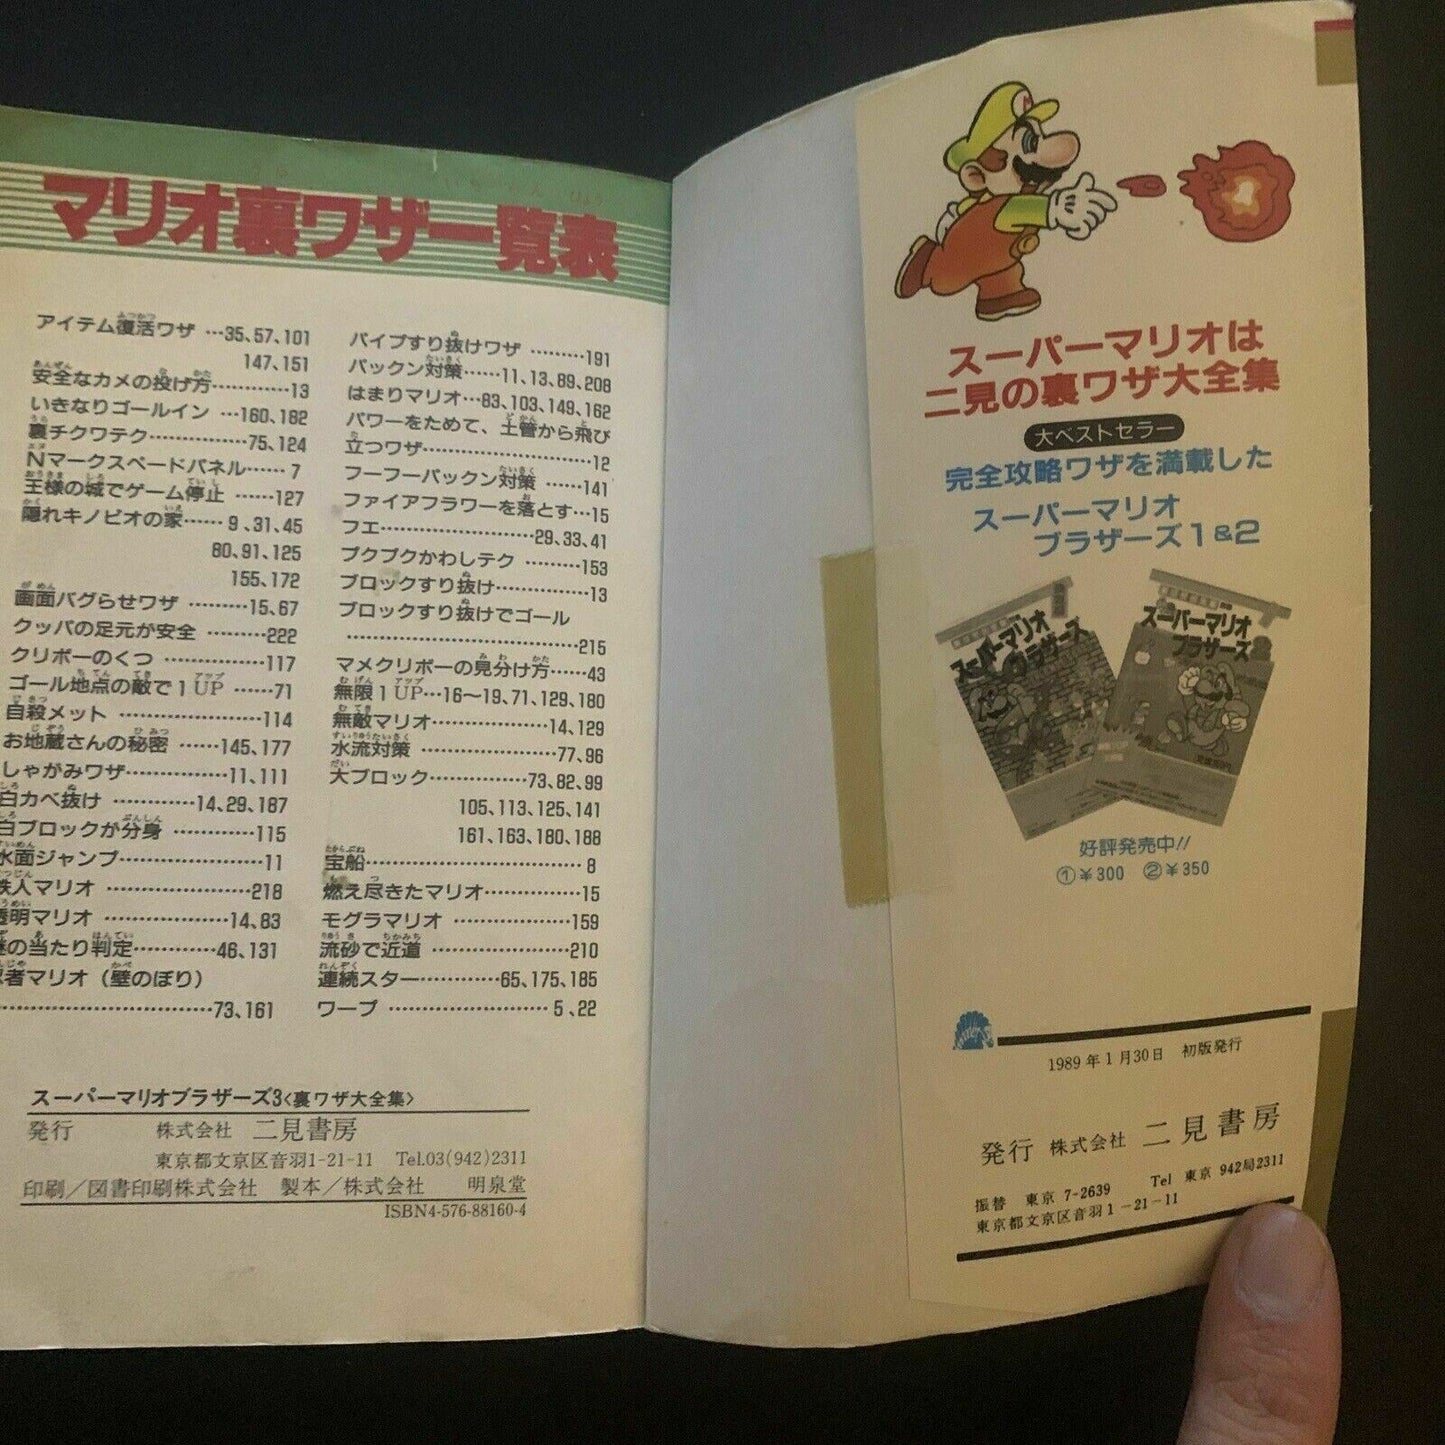 マリオ裏ワザ一覧表
アイテム復活ワザ …35、57、101
147、151
安全なカメの投げ方…………13
いきなりゴールイン …160、182
裏チクワテク……………75、124
Nマークスピードパネル…… 7
王様の城でゲーム停止 ……127
隠れキノピオの家…… 9、31、45
80、91、125
155、172
画面バグらせワザ ………15、67
クッパの足元が安全 ………222
クリボーのくつ ……………117
ゴール地点の敵で1UP ……71
自殺メット …………………114
お地蔵さんの秘密 ……145、177
しゃがみワザ……………11、111
白カベ抜け …………14、29、187
白ブロックが分身 …………115
水面ジャンプ…………………11
鉄人マリオ …………………218
透明マリオ ………………14、83
謎の当たり判定…………46、131
忍者マリオ（壁のぼり）
…………………………73、161
パイプすり抜けワザ ………191
パックン対策……11、13、89、208
はまりマリオ…83、103、149、162
パワーをためて、土管から飛び
立つワザ………………………12
フーフーパックン対策 ……141
ファイアフラワーを落とす…15
フエ……………………29、33、41
プクプクかわしテク ………153
ブロックすり抜け……………13
ブロックすり抜けでゴール
………………………………215
マメクリボーの見分け方……43
無限1UP…16〜19、71、129、180
無敵マリオ………………14、129
水流対策 …………………77、96
大ブロック……………73、82、99
105、113、125、141
161、163、180、188
宝船…………………………… 8
燃え尽きたマリオ……………15
モグラマリオ ………………159
流砂で近道 …………………210
連続スター…………65、175、185
ワープ …………………… 5、22
スーパーマリオブラザーズ3〈裏ワザ大全集〉
発行 株式会社 二見書房
東京都文京区音羽1-21-11 Tel.03(942)2311
印刷／図書印刷株式会社 製本／株式会社 明泉堂
ISBN4-576-88160-4
M
スーパーマリオは
二見の裏ワザ大全集
大ベストセラー
完全攻略ワザを満載した
スーパーマリオ
ブラザーズ1&2
スーパーマリオ
ブラザーズ
スーパーマリオ
ブラザーズ2
好評発売中!!
①¥300 ②¥350
1989年1月30日 初版発行
発行 株式会社 二見書房
振替 東京 7-2639 Tel 東京 942局2311
東京都文京区音羽1-21-11